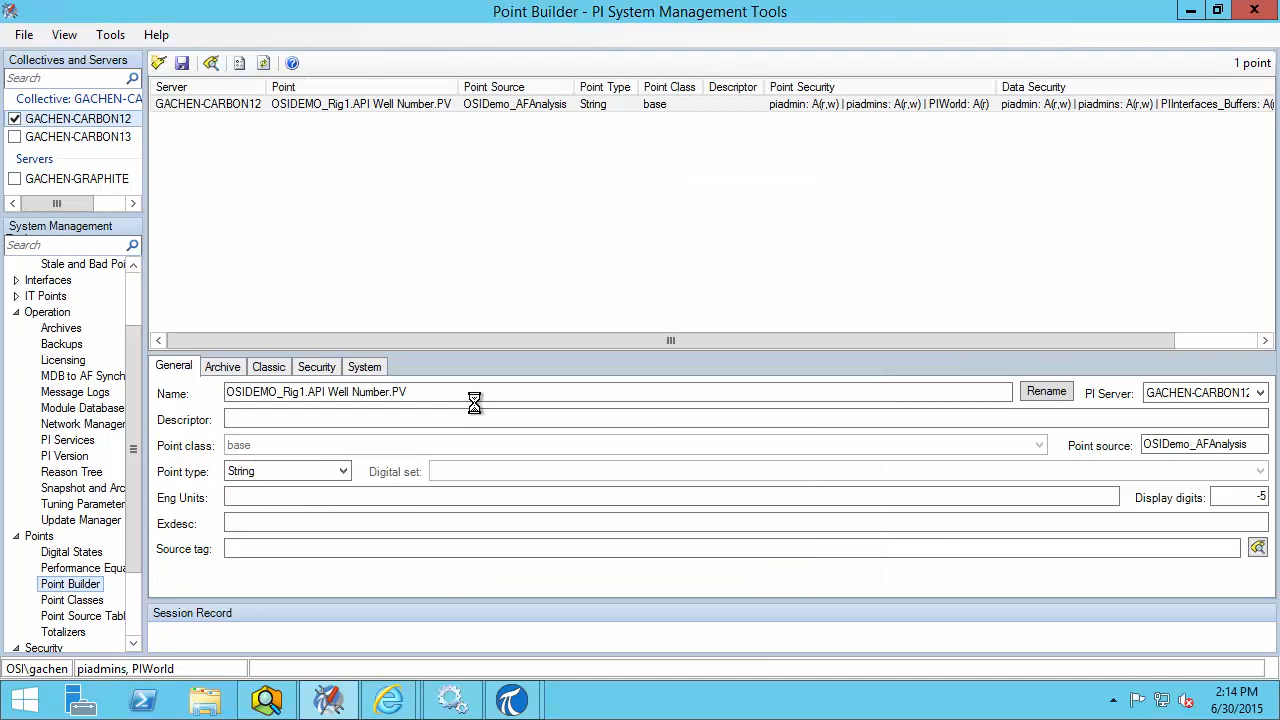 Point Builder - PI System Management Tools
File View Tools Help
Collectives and Servers
Search
Collective: GACHEN-CA
GACHEN-CARBON12
GACHEN-CARBON13
Servers
GACHEN-GRAPHITE
System Management
Search
Stale and Bad Poi
Interfaces
IT Points
Operation
Archives
Backups
Licensing
MDB to AF Synch
Message Logs
Module Database
Network Manager
PI Services
PI Version
Reason Tree
Snapshot and Arc
Tuning Parameter
Update Manager
Points
Digital States
Performance Equa
Point Builder
Point Classes
Point Source Tabl
Totalizers
Security
1 point
Server Point Point Source Point Type Point Class Descriptor Point Security Data Security
GACHEN-CARBON12 OSIDEMO_Rig1.API Well Number.PV OSIDemo_AFAnalysis String base piadmin: A(r,w) | piadmins: A(r,w) | PIWorld: A(r) piadmin: A(r,w) | piadmins: A(r,w) | PIInterfaces_Buffers: A(r
General Archive Classic Security System
Name: OSIDEMO_Rig1.API Well Number.PV Rename PI Server: GACHEN-CARBON12
Descriptor:
Point class: base Point source: OSIDemo_AFAnalysis
Point type: String Digital set:
Eng Units: Display digits: -5
Exdesc:
Source tag:
Session Record
OSI\gachen piadmins, PIWorld
2:14 PM
6/30/2015